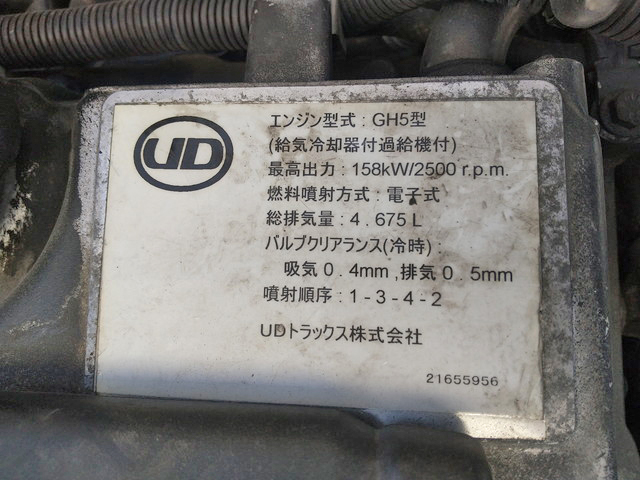 UD
エンジン型式 : GH5型
(給気冷却器付過給機付)
最高出力 : 158kW/2500 r.p.m.
燃料噴射方式 : 電子式
総排気量 : 4 . 675 L
バルブクリアランス(冷時) :
吸気 0 . 4mm , 排気 0 . 5mm
噴射順序 : 1 - 3 - 4 - 2
UDトラックス株式会社
21655956